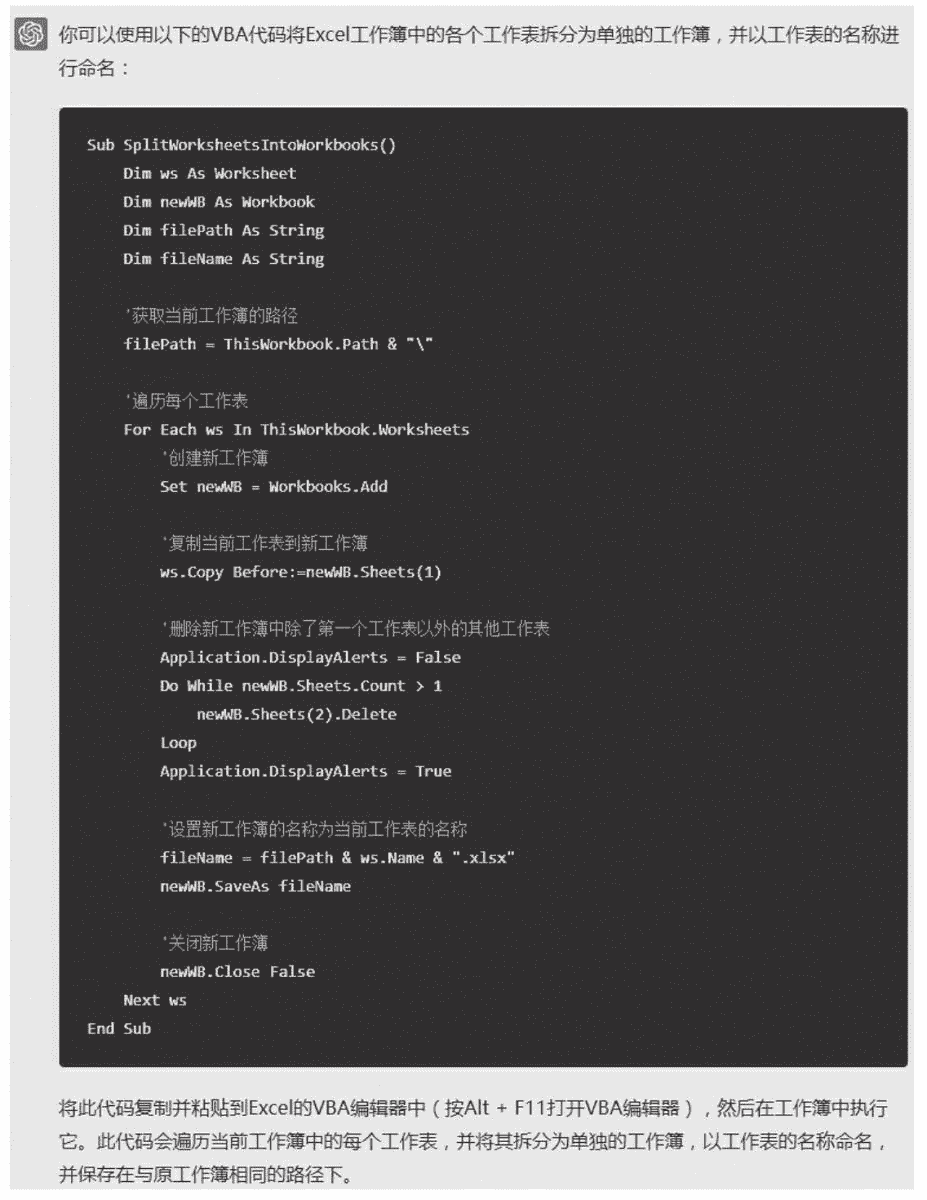 你可以使用以下的VBA代码将Excel工作簿中的各个工作表拆分为单独的工作簿，并以工作表的名称进
行命名：
Sub SplitWorksheetsIntoWorkbooks()
Dim ws As Worksheet
Dim newWB As Workbook
Dim filePath As String
Dim fileName As String
'获取当前工作簿的路径
filePath = ThisWorkbook.Path & "\"
'遍历每个工作表
For Each ws In ThisWorkbook.Worksheets
'创建新工作簿
Set newWB = Workbooks.Add
'复制当前工作表到新工作簿
ws.Copy Before:=newWB.Sheets(1)
'删除新工作簿中除了第一个工作表以外的其他工作表
Application.DisplayAlerts = False
Do While newWB.Sheets.Count > 1
newWB.Sheets(2).Delete
Loop
Application.DisplayAlerts = True
'设置新工作簿的名称为当前工作表的名称
fileName = filePath & ws.Name & ".xlsx"
newWB.SaveAs fileName
'关闭新工作簿
newWB.Close False
Next ws
End Sub
将此代码复制并粘贴到Excel的VBA编辑器中（按Alt + F11打开VBA编辑器），然后在工作簿中执行
它。此代码会遍历当前工作簿中的每个工作表，并将其拆分为单独的工作簿，以工作表的名称命名，
并保存在与原工作簿相同的路径下。